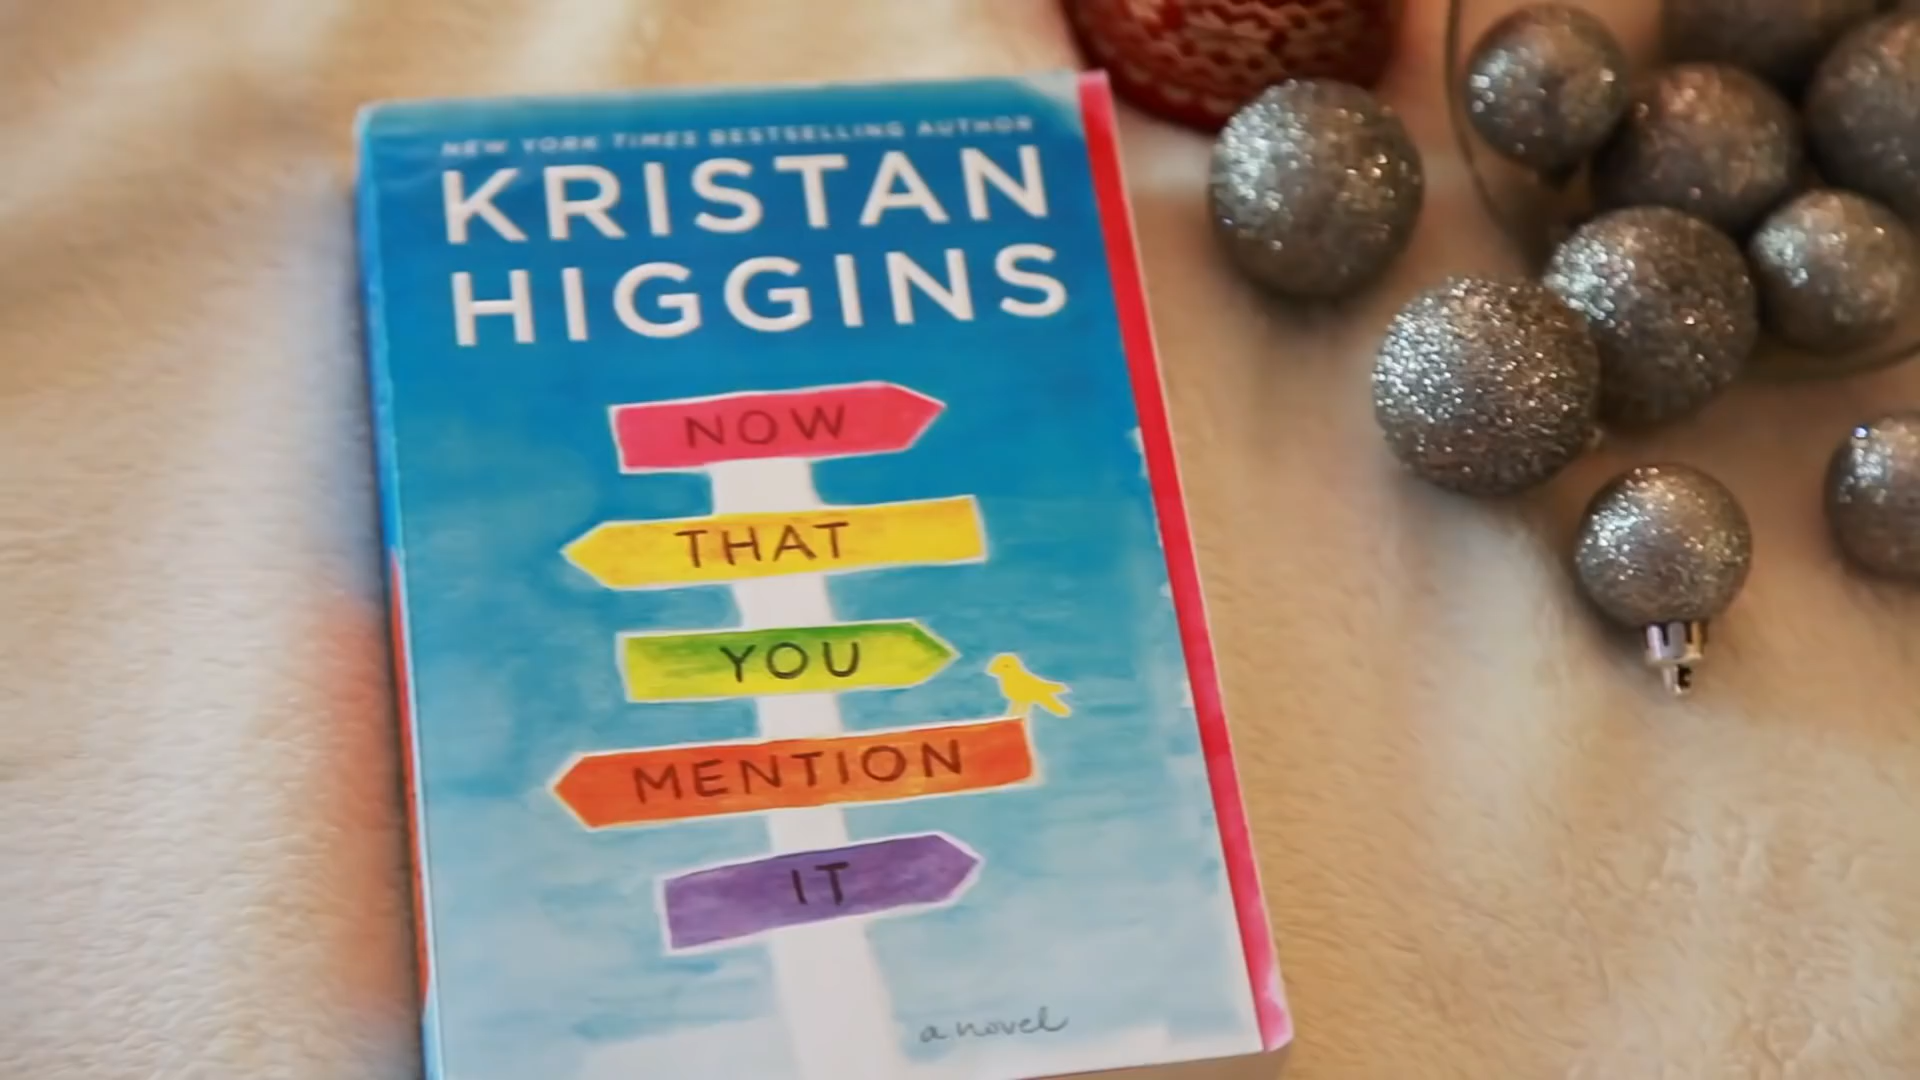 NEW YORK TIMES BESTSELLING AUTHOR
KRISTAN
HIGGINS
NOW
THAT
YOU
MENTION
IT
a novel